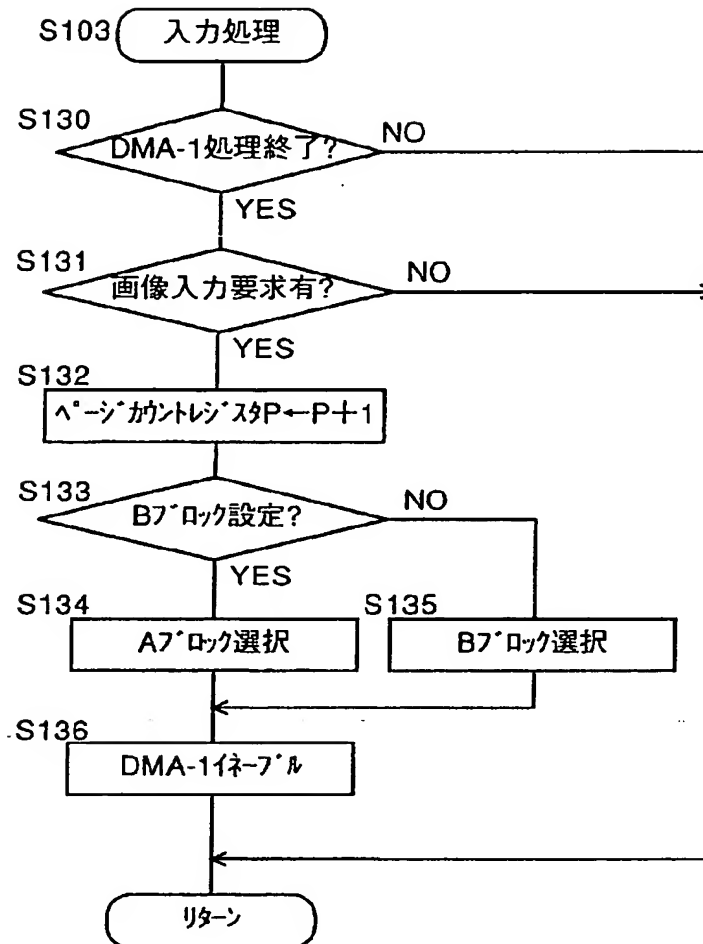 S103 入力処理
S130
DMA-1処理終了?
NO
YES
S131
画像入力要求有?
NO
YES
S132
ページカウントレジスタP←P+1
S133
Bブロック設定?
NO
YES
S134
Aブロック選択
S135
Bブロック選択
S136
DMA-1イネーブル
リターン